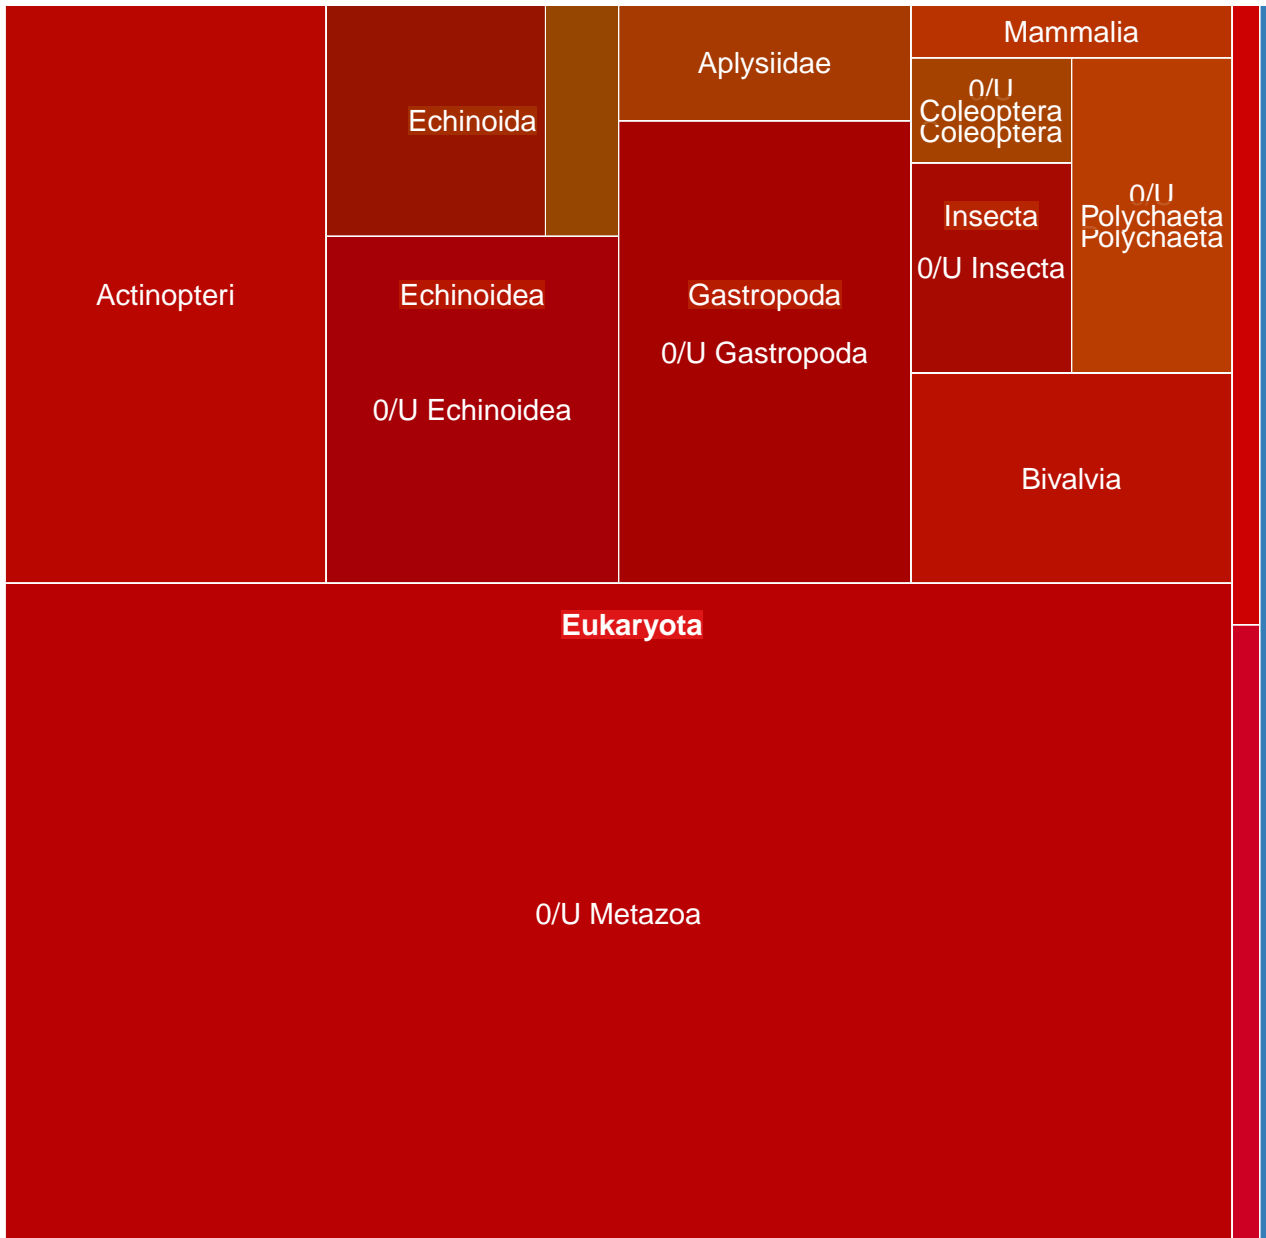 Mammalia
Aplysiidae
0/U
Coleoptera
Coleoptera
Echinoida
0/U
Polychaeta
Polychaeta
Insecta
0/U Insecta
Actinopteri
Echinoidea
Gastropoda
0/U Gastropoda
0/U Echinoidea
Bivalvia
Eukaryota
0/U Metazoa